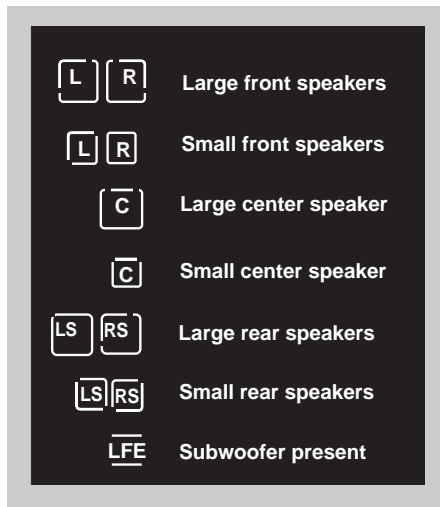 L R Large front speakers
L R Small front speakers
C Large center speaker
C Small center speaker
LS RS Large rear speakers
LS RS Small rear speakers
LFE Subwoofer present